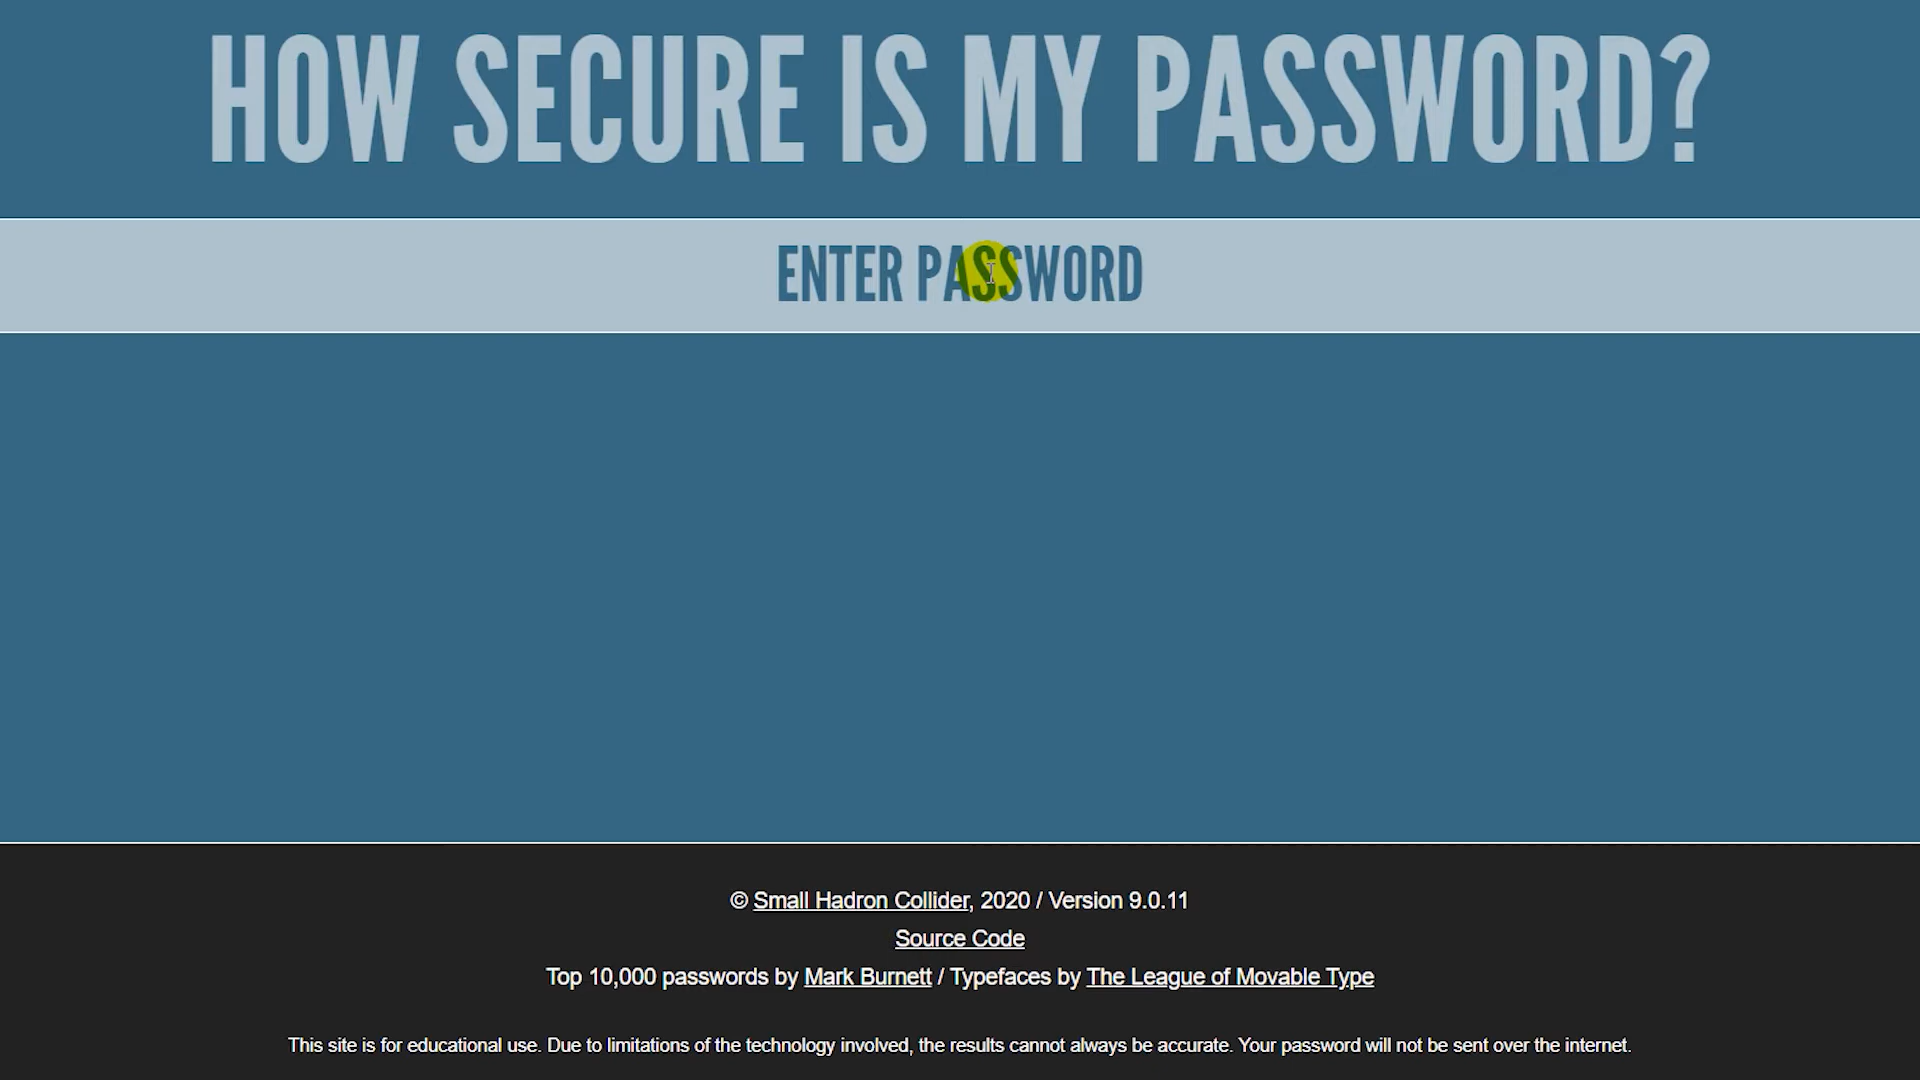 HOW SECURE IS MY PASSWORD?
ENTER PASSWORD
© Small Hadron Collider, 2020 / Version 9.0.11
Source Code
Top 10,000 passwords by Mark Burnett / Typefaces by The League of Movable Type
This site is for educational use. Due to limitations of the technology involved, the results cannot always be accurate. Your password will not be sent over the internet.